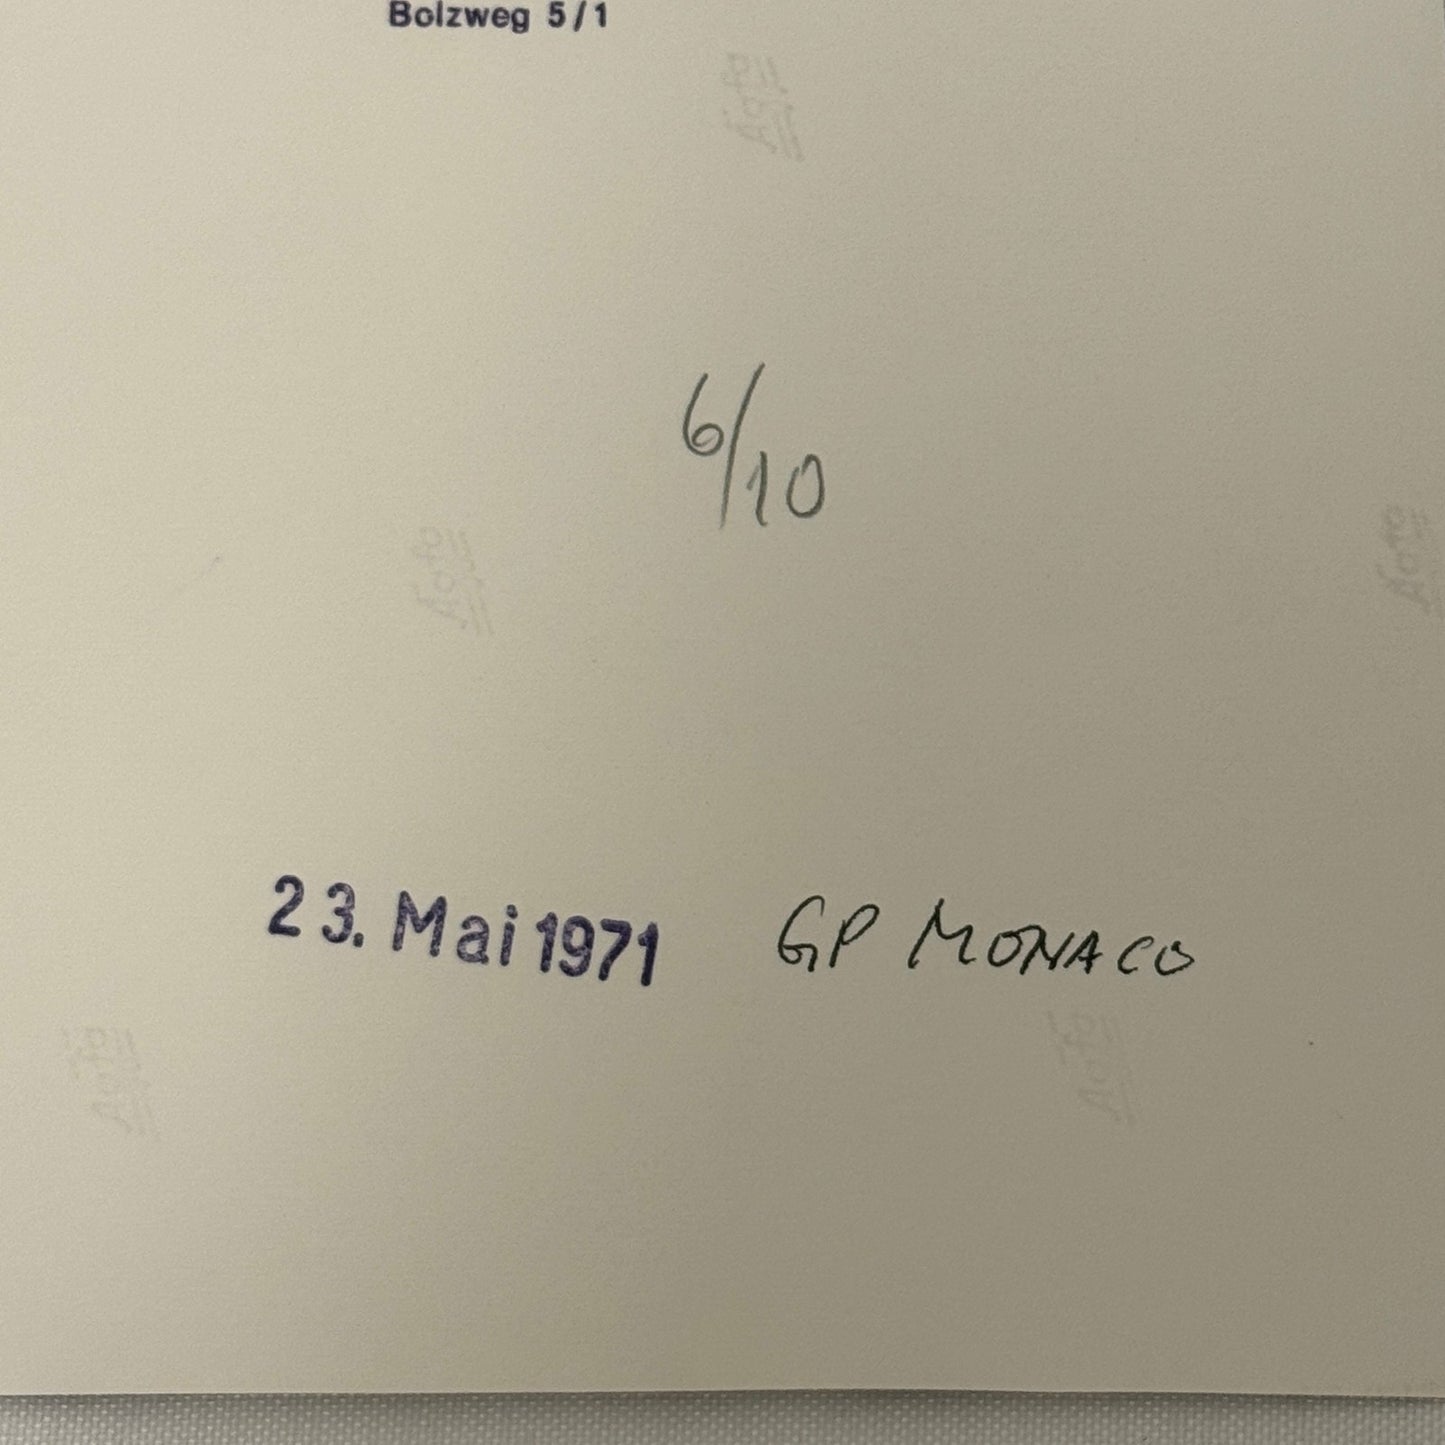 Bolzweg 5/1
6/10
23. Mai 1971 GP MONACO